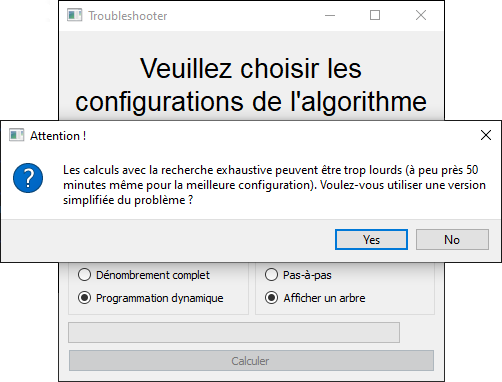 Troubleshooter
Veuillez choisir les
configurations de l'algorithme
Attention !
Les calculs avec la recherche exhaustive peuvent être trop lourds (à peu près 50
minutes même pour la meilleure configuration). Voulez-vous utiliser une version
simplifiée du problème ?
Yes No
Dénombrement complet Pas-à-pas
Programmation dynamique Afficher un arbre
Calculer